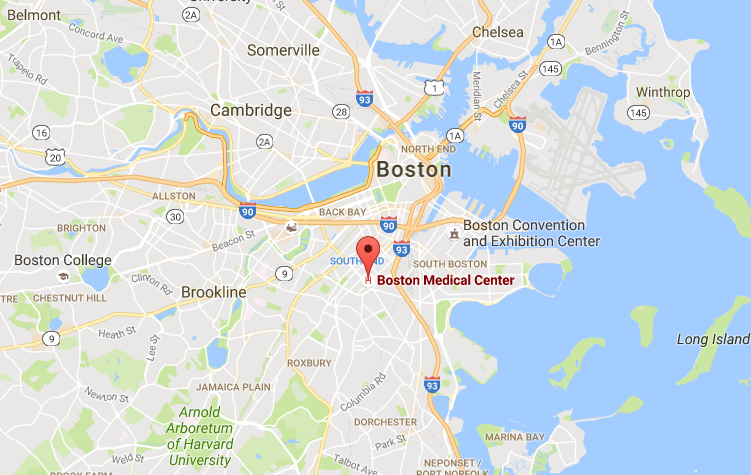 University
Belmont
2A
Concord Ave
Chelsea
1A
Bennington St
Somerville
145
Trapelo Rd
Meridian St
Chelsea St
1
93
Winthrop
Cambridge
28
145
90
16
2A
1A
20
NORTH END
Boston
ALLSTON
90
BACK BAY
30
90
BRIGHTON
Beacon St
93
Boston Convention
and Exhibition Center
Boston College
SOUTH END
SOUTH BOSTON
9
Clinton Rd
Boston Medical Center
Brookline
CHESTNUT HILL
TRE
Heath St
9
Lee St
Long Island
ROXBURY
93
JAMAICA PLAIN
Newton St
Columbia Rd
Arnold
Arboretum
of Harvard
University
DORCHESTER
Park St
MARINA BAY
Weld St
Talbot Ave
NEPONSET /
PORT NORFOLK
BROOK FARM